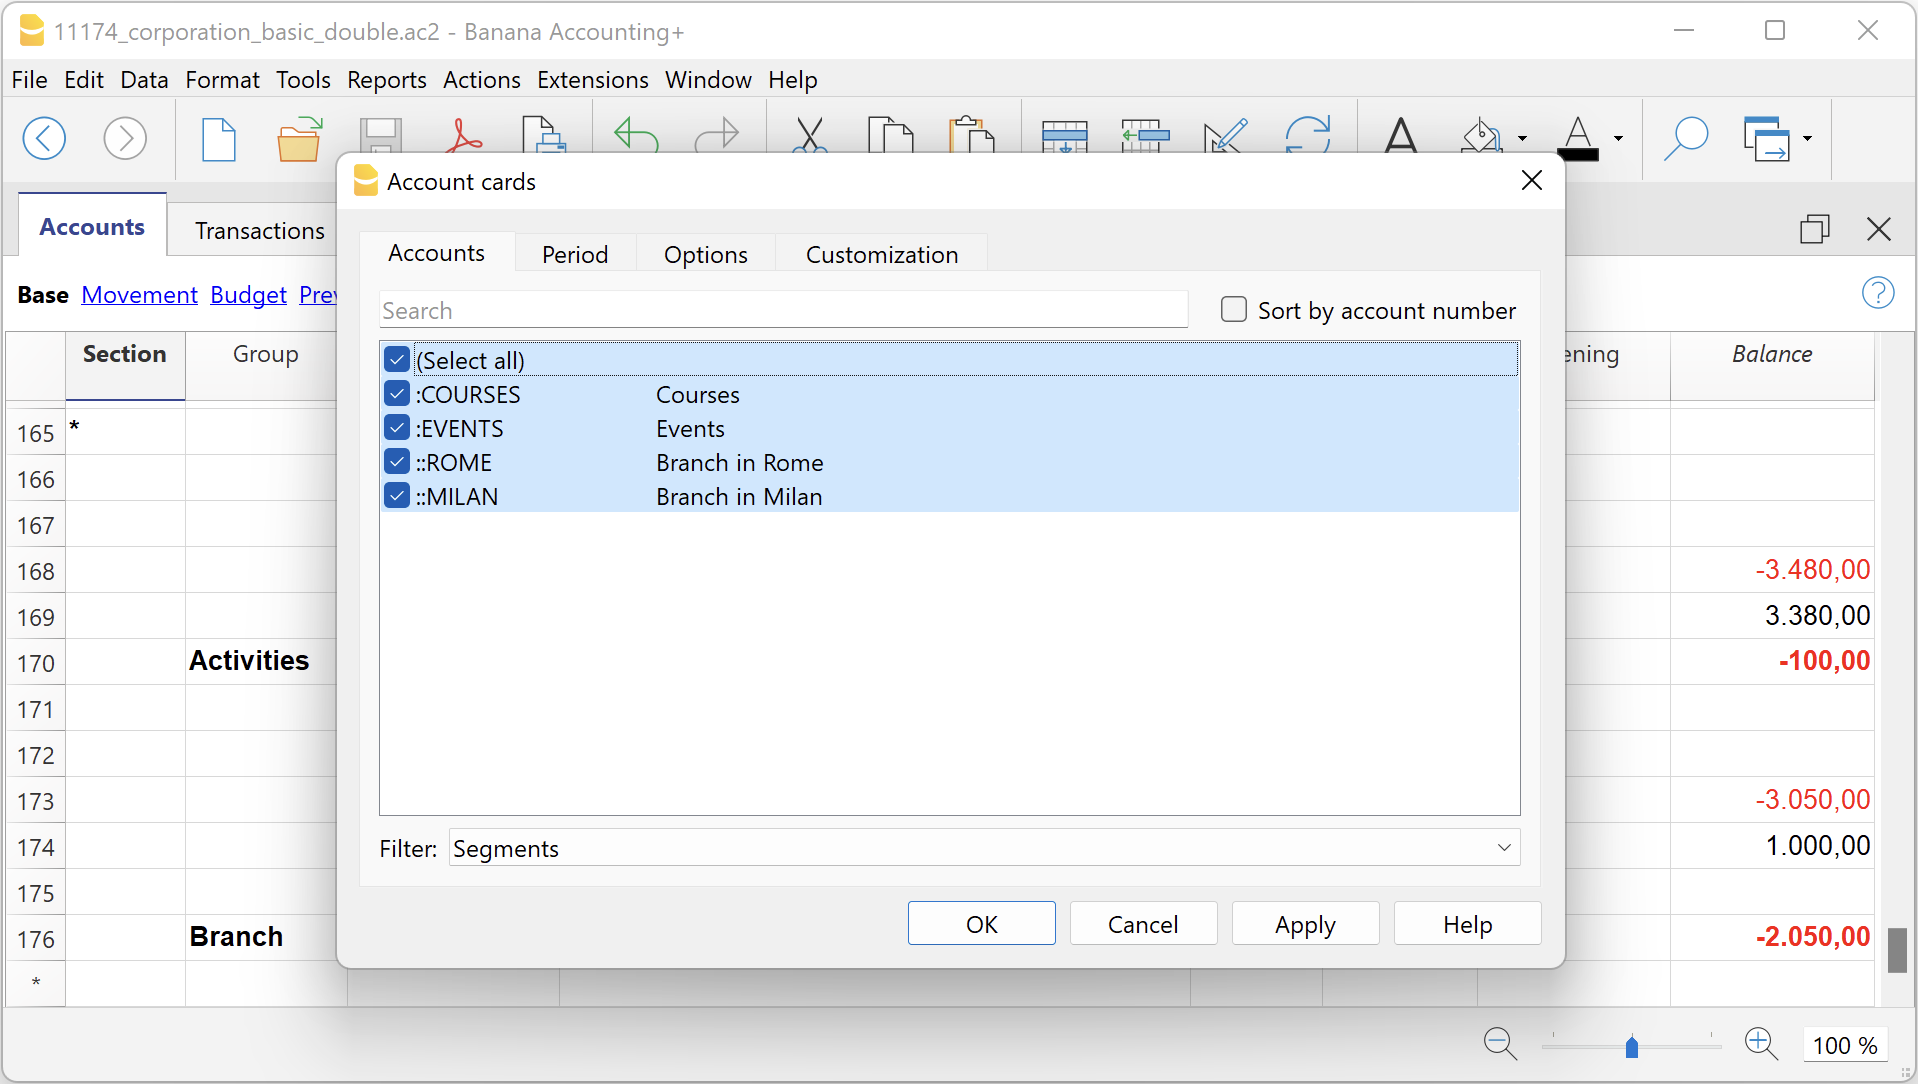 11174_corporation_basic_double.ac2 - Banana Accounting+
File Edit Data Format Tools Reports Actions Extensions Window Help
Account cards
Accounts Transactions
Accounts Period Options Customization
Base Movement Budget Prev
Search
Sort by account number
Section Group ening Balance
(Select all)
:COURSES Courses
:EVENTS Events
::ROME Branch in Rome
::MILAN Branch in Milan
165 *
166
167
168 -3.480,00
169 3.380,00
170 Activities -100,00
171
172
173 -3.050,00
174 1.000,00
175
176 Branch -2.050,00
*
Filter: Segments
OK Cancel Apply Help
100 %